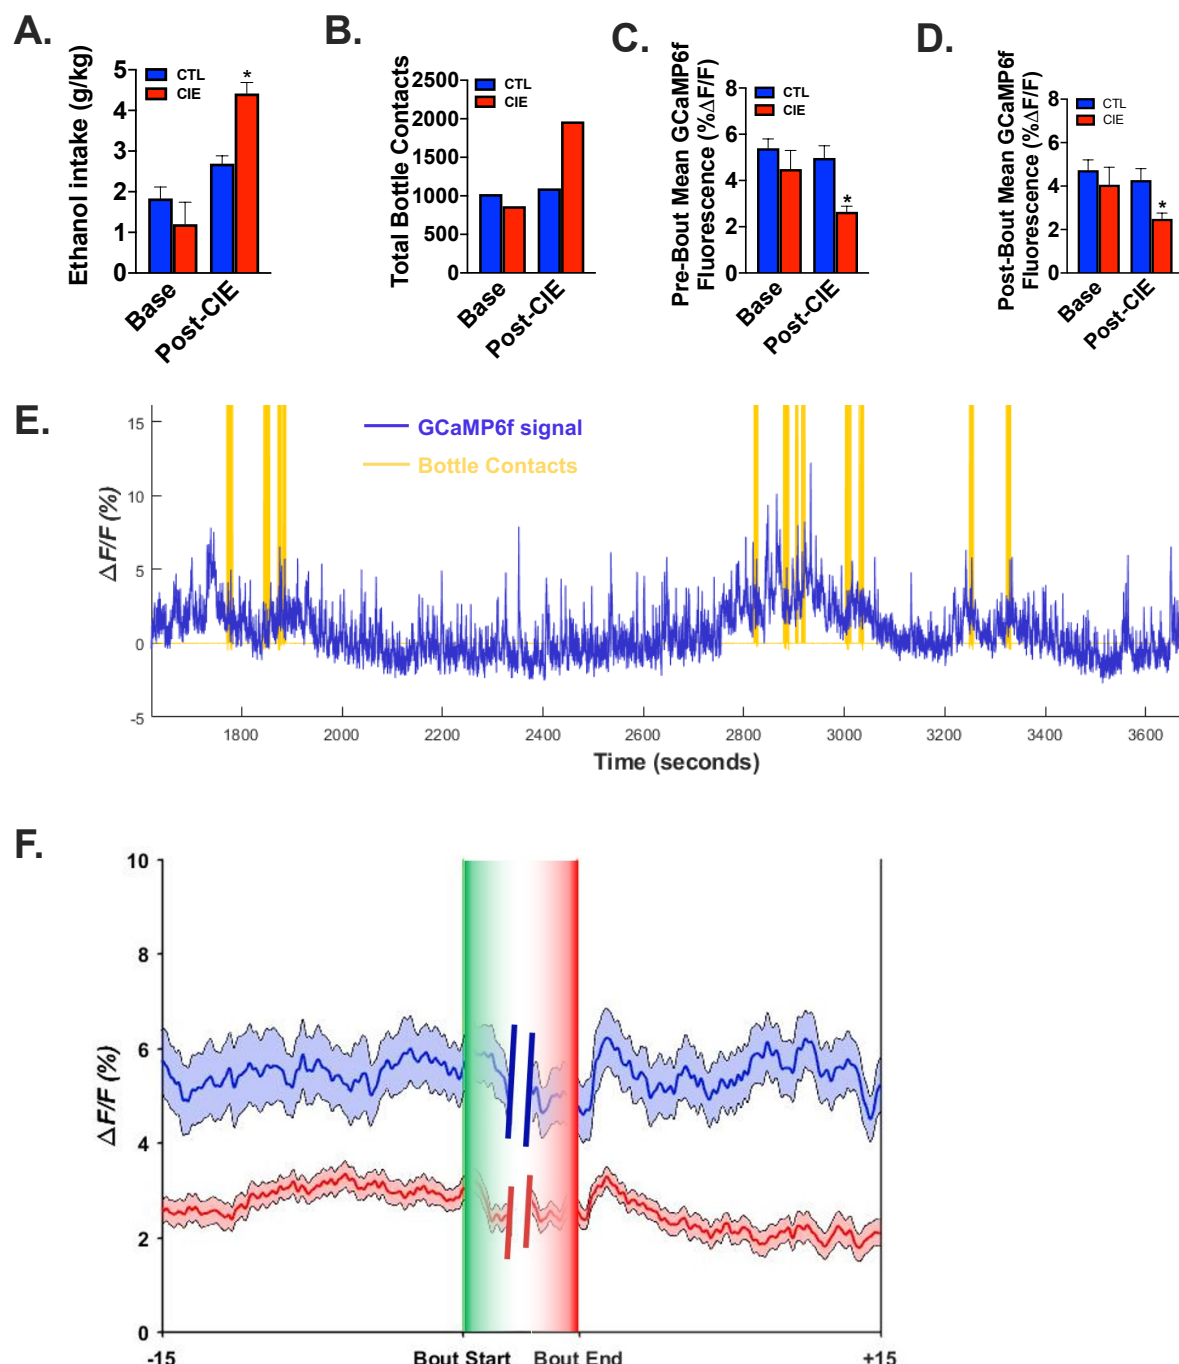 A.
Ethanol intake (g/kg)
5
4
3
2
1
0
CTL
CIE
*
Base
Post-CIE
B.
Total Bottle Contacts
2500
2000
1500
1000
500
0
CTL
CIE
Base
Post-CIE
C.
Pre-Bout Mean GCaMP6f
Fluorescence (%ΔF/F)
8
6
4
2
0
CTL
CIE
*
Base
Post-CIE
D.
Post-Bout Mean GCaMP6f
Fluorescence (%ΔF/F)
8
6
4
2
0
CTL
CIE
*
Base
Post-CIE
E.
ΔF/F (%)
15
10
5
0
-5
GCaMP6f signal
Bottle Contacts
1800 2000 2200 2400 2600 2800 3000 3200 3400 3600
Time (seconds)
F.
ΔF/F (%)
10
8
6
4
2
0
-15 Bout Start Bout End +15